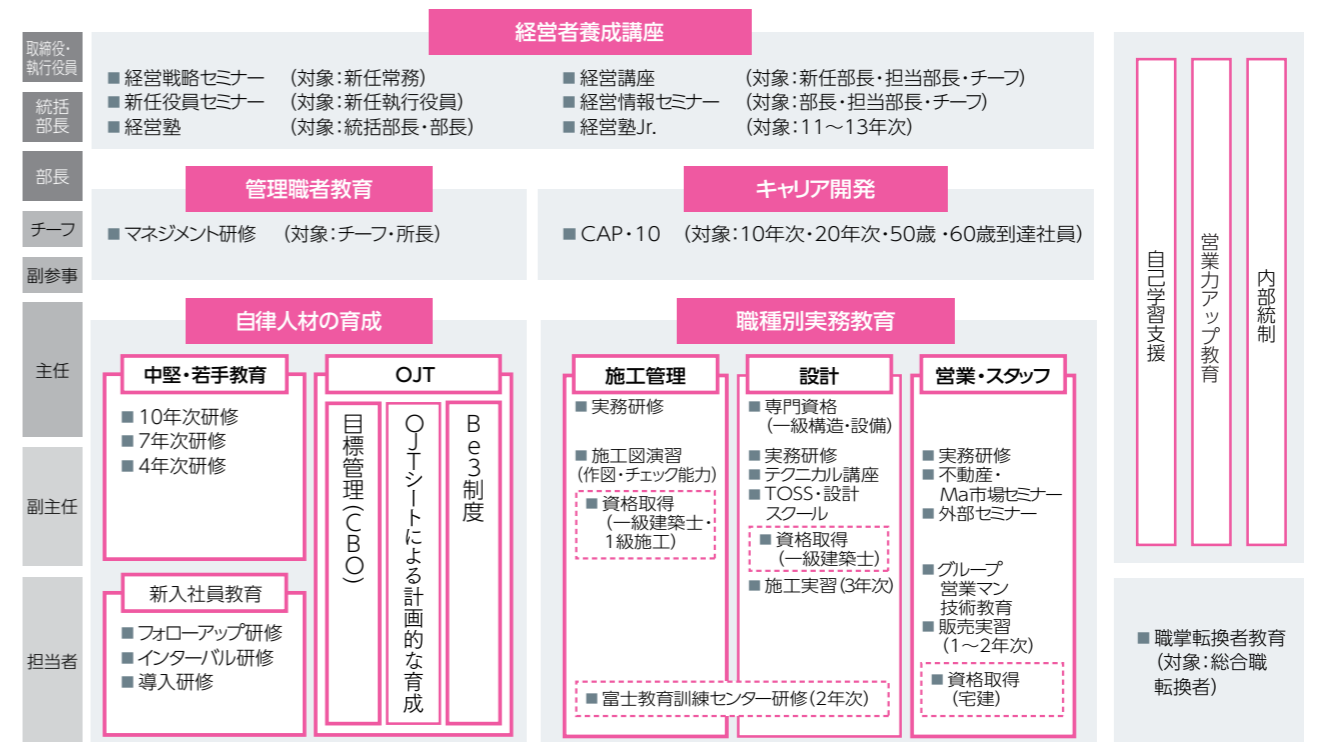 取締役・
執行役員
統括
部長
部長
チーフ
副参事
主任
副主任
担当者
経営者養成講座
■経営戦略セミナー (対象：新任常務)
■新任役員セミナー (対象：新任執行役員)
■経営塾 (対象：統括部長・部長)
■経営講座 (対象：新任部長・担当部長・チーフ)
■経営情報セミナー (対象：部長・担当部長・チーフ)
■経営塾Jr. (対象：11～13年次)
管理職者教育
■マネジメント研修 (対象：チーフ・所長)
キャリア開発
■CAP・10 (対象：10年次・20年次・50歳・60歳到達社員)
自律人材の育成
中堅・若手教育
■10年次研修
■7年次研修
■4年次研修
新入社員教育
■フォローアップ研修
■インターバル研修
■導入研修
OJT
目標管理(CBO)
OJTシートによる計画的な育成
Be3制度
職種別実務教育
施工管理
■実務研修
■施工図演習
(作図・チェック能力)
■資格取得
(一級建築士・
1級施工)
設計
■専門資格
(一級構造・設備)
■実務研修
■テクニカル講座
■TOSS・設計
スクール
■資格取得
(一級建築士)
■施工実習(3年次)
■富士教育訓練センター研修(2年次)
営業・スタッフ
■実務研修
■不動産・
Ma市場セミナー
■外部セミナー
■グループ
営業マン
技術教育
■販売実習
(1～2年次)
■資格取得
(宅建)
自己学習支援
営業力アップ教育
内部統制
■職掌転換者教育
(対象：総合職
転換者)